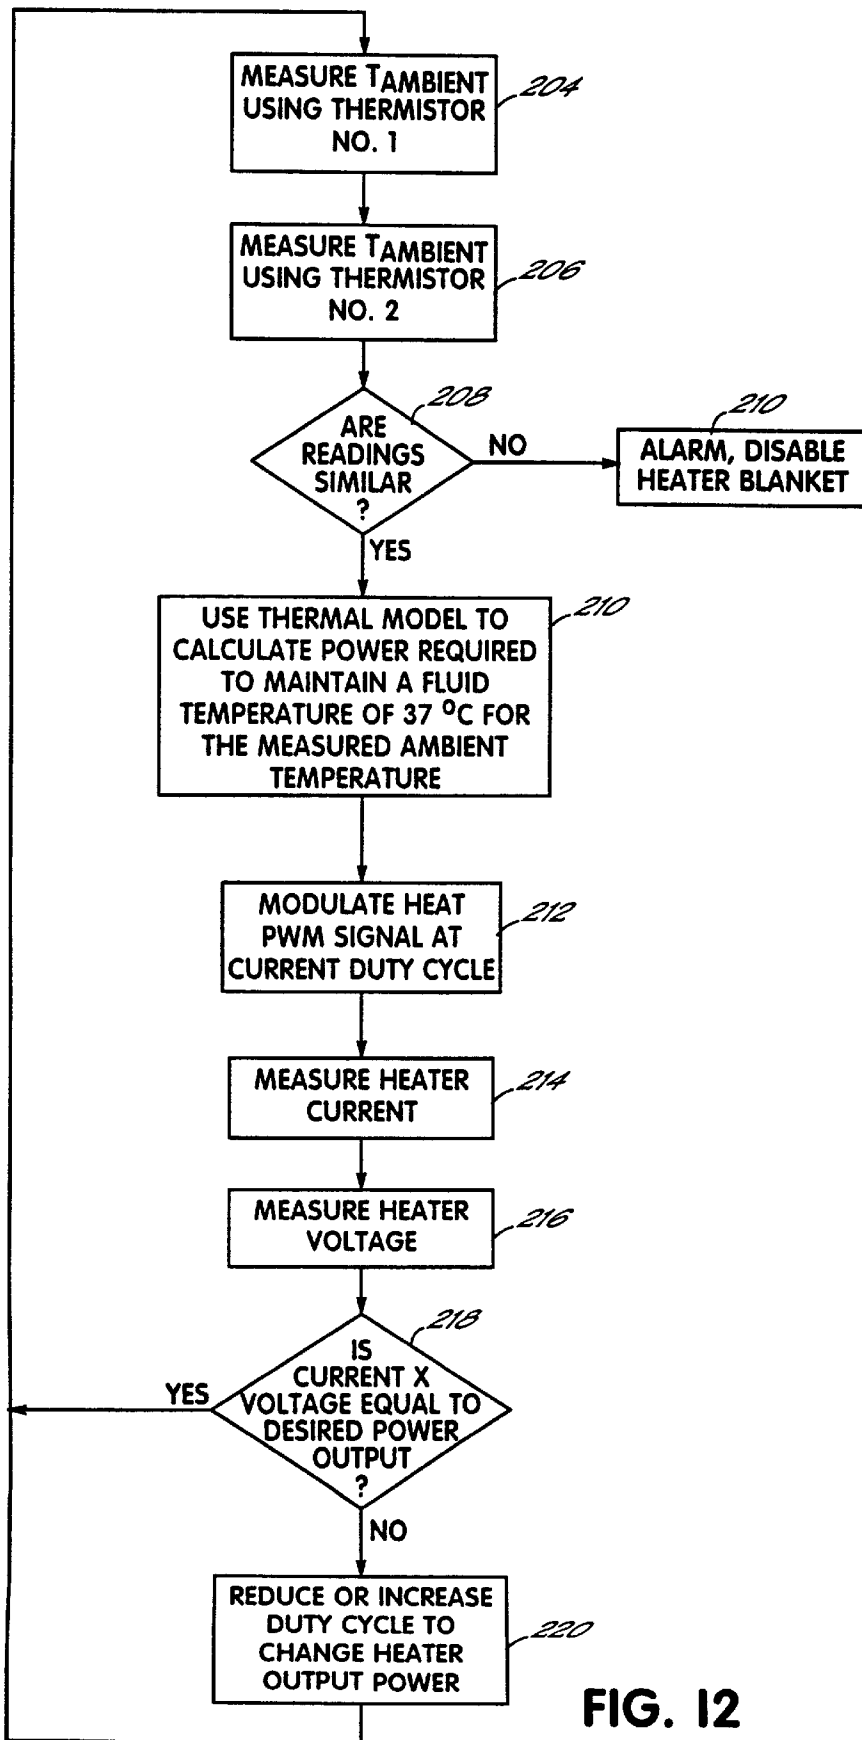 MEASURE TAMBIENT
USING THERMISTOR
NO. 1
204
MEASURE TAMBIENT
USING THERMISTOR
NO. 2
206
208
ARE
READINGS
SIMILAR
?
NO
210
ALARM, DISABLE
HEATER BLANKET
YES
USE THERMAL MODEL TO
CALCULATE POWER REQUIRED
TO MAINTAIN A FLUID
TEMPERATURE OF 37 °C FOR
THE MEASURED AMBIENT
TEMPERATURE
210
MODULATE HEAT
PWM SIGNAL AT
CURRENT DUTY CYCLE
212
MEASURE HEATER
CURRENT
214
MEASURE HEATER
VOLTAGE
216
218
IS
CURRENT X
VOLTAGE EQUAL TO
DESIRED POWER
OUTPUT
?
YES
NO
REDUCE OR INCREASE
DUTY CYCLE TO
CHANGE HEATER
OUTPUT POWER
220
FIG. 12